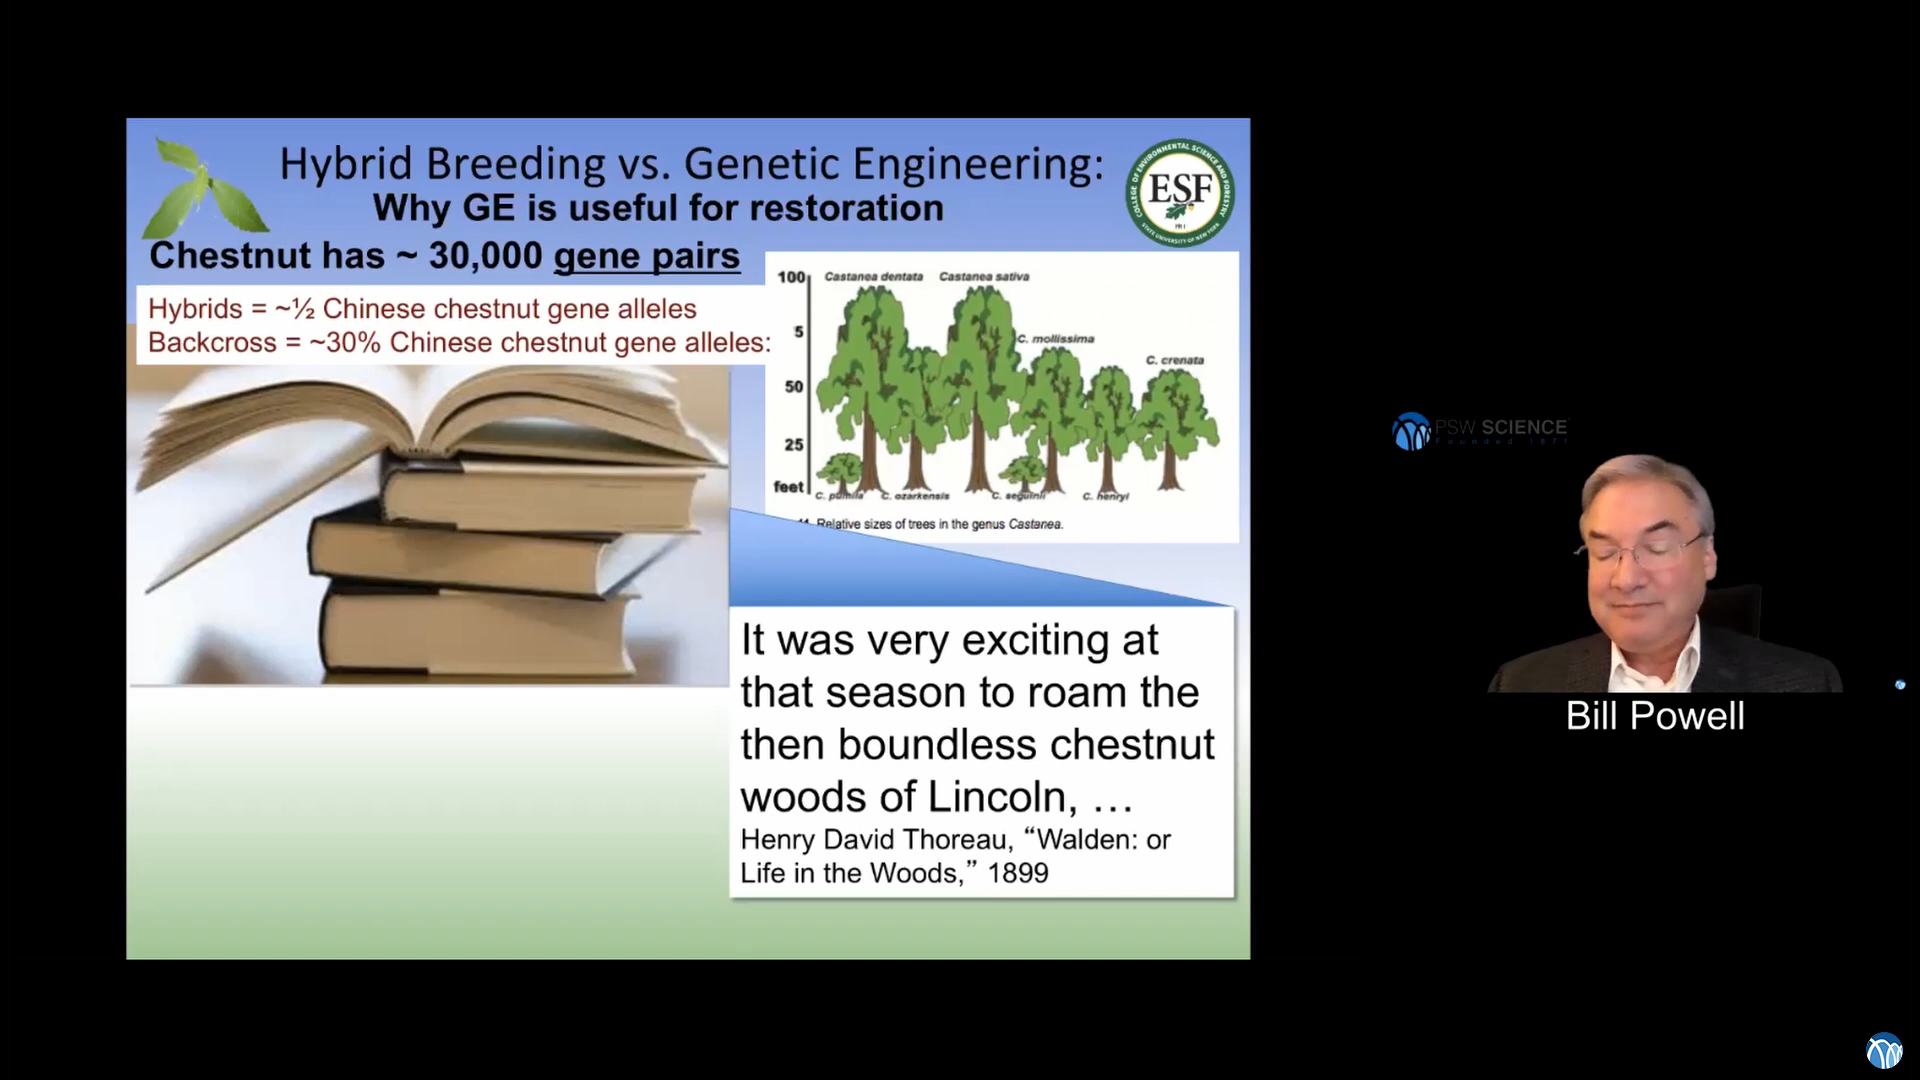 Hybrid Breeding vs. Genetic Engineering:
Why GE is useful for restoration
Chestnut has ~ 30,000 gene pairs
Hybrids = ~½ Chinese chestnut gene alleles
Backcross = ~30% Chinese chestnut gene alleles:
COLLEGE OF ENVIRONMENTAL SCIENCE AND FORESTRY
ESF
STATE UNIVERSITY OF NEW YORK
100
Castanea dentata
Castanea sativa
5
C. mollissima
C. crenata
50
25
feet
C. pumila
C. ozarkensis
C. seguinii
C. henryi
Relative sizes of trees in the genus Castanea.
It was very exciting at
that season to roam the
then boundless chestnut
woods of Lincoln, …
Henry David Thoreau, “Walden: or
Life in the Woods,” 1899
PSW SCIENCE
Founded 1871
Bill Powell